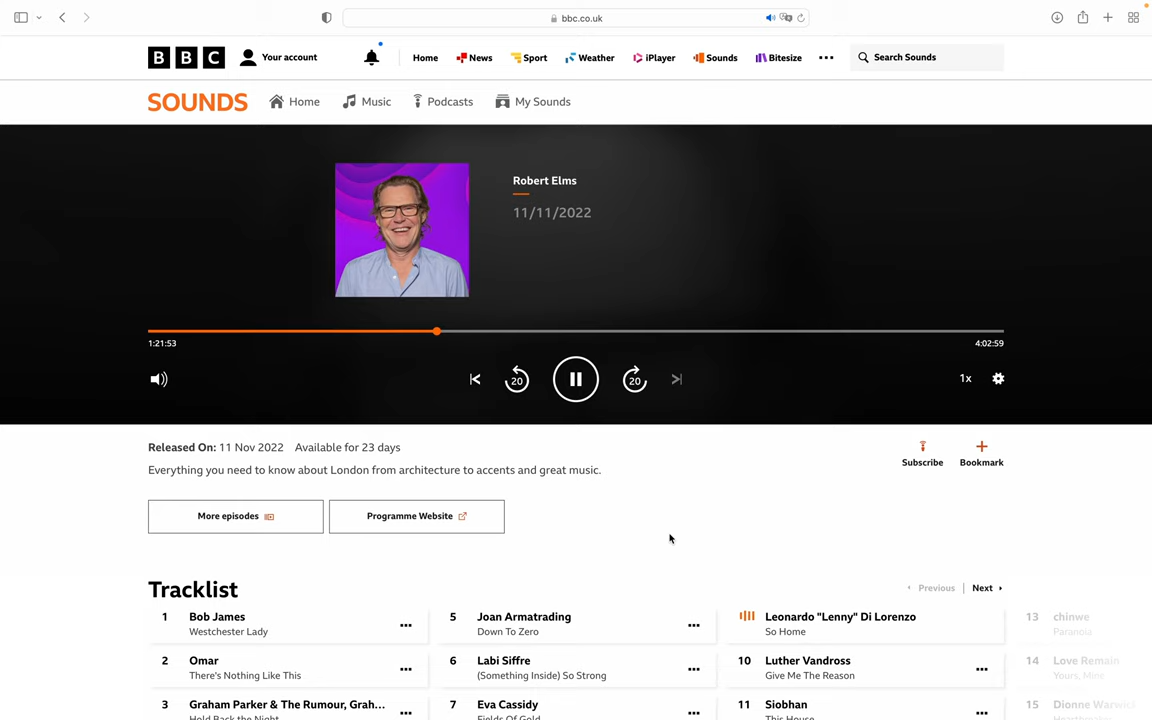 bbc.co.uk
BBC
Your account
Home
News
Sport
Weather
iPlayer
Sounds
Bitesize
Search Sounds
SOUNDS
Home
Music
Podcasts
My Sounds
Robert Elms
11/11/2022
1:21:53
4:02:59
20
20
1x
Released On: 11 Nov 2022 Available for 23 days
Subscribe
Bookmark
Everything you need to know about London from architecture to accents and great music.
More episodes
Programme Website
Tracklist
Previous
Next
1 Bob James
Westchester Lady
5 Joan Armatrading
Down To Zero
Leonardo "Lenny" Di Lorenzo
So Home
13 chinwe
Paranoia
2 Omar
There's Nothing Like This
6 Labi Siffre
(Something Inside) So Strong
10 Luther Vandross
Give Me The Reason
14 Love Remain
Yours, Mine
3 Graham Parker & The Rumour, Grah...
Hold Back the Night
7 Eva Cassidy
Fields Of Gold
11 Siobhan
This House
15 Dionne Warwic